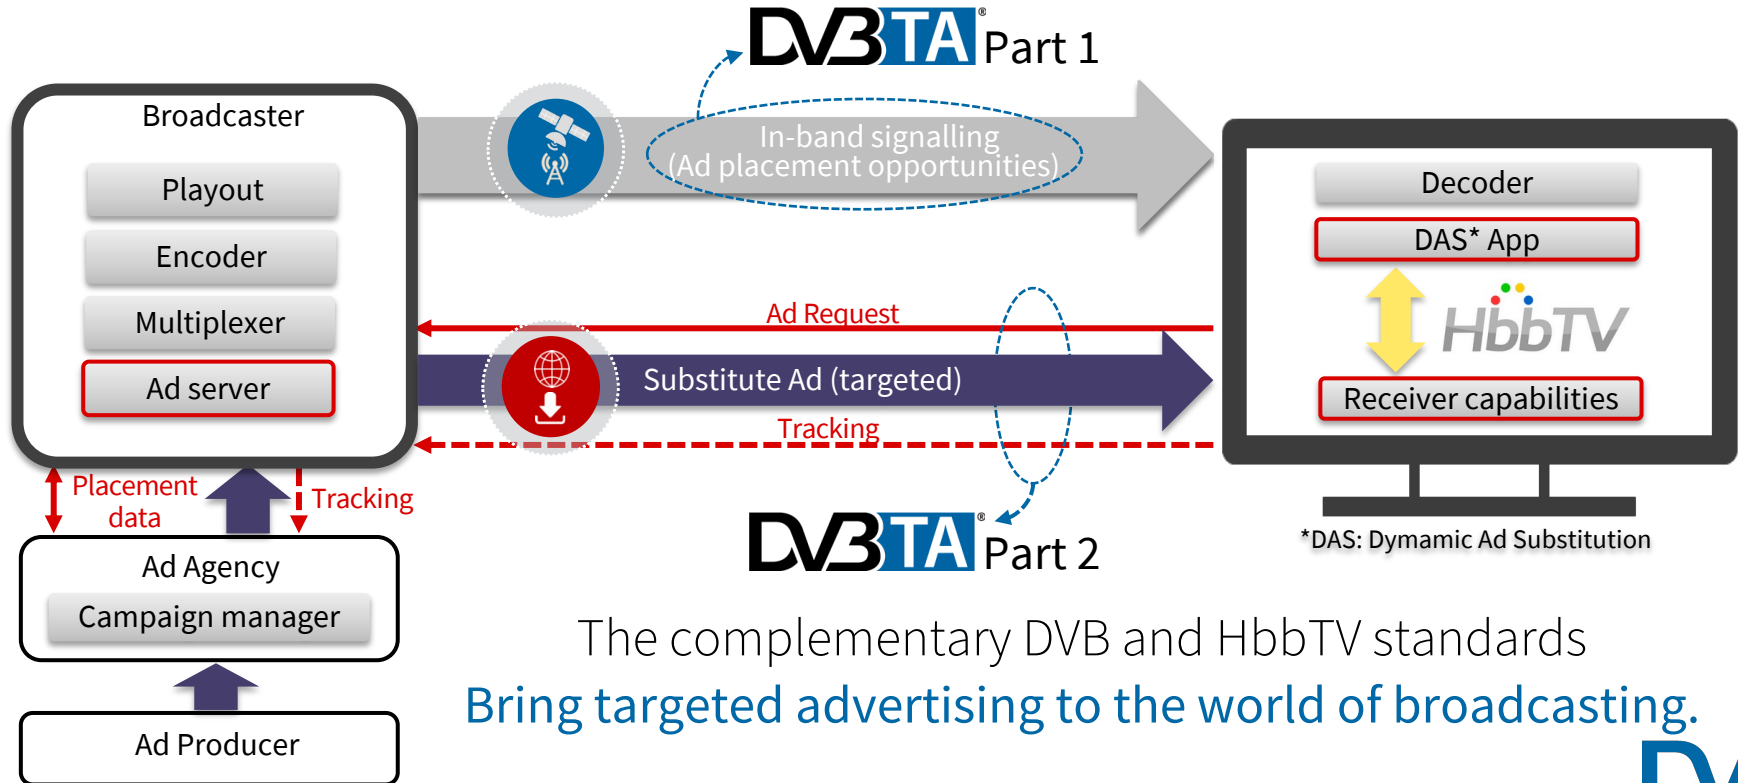 DVB TA® Part 1
Broadcaster
Playout
Encoder
Multiplexer
Ad server
In-band signalling
(Ad placement opportunities)
Ad Request
Substitute Ad (targeted)
Tracking
Decoder
DAS* App
HbbTV
Receiver capabilities
*DAS: Dymamic Ad Substitution
Placement
data
Tracking
DVB TA® Part 2
Ad Agency
Campaign manager
Ad Producer
The complementary DVB and HbbTV standards
Bring targeted advertising to the world of broadcasting.
DV